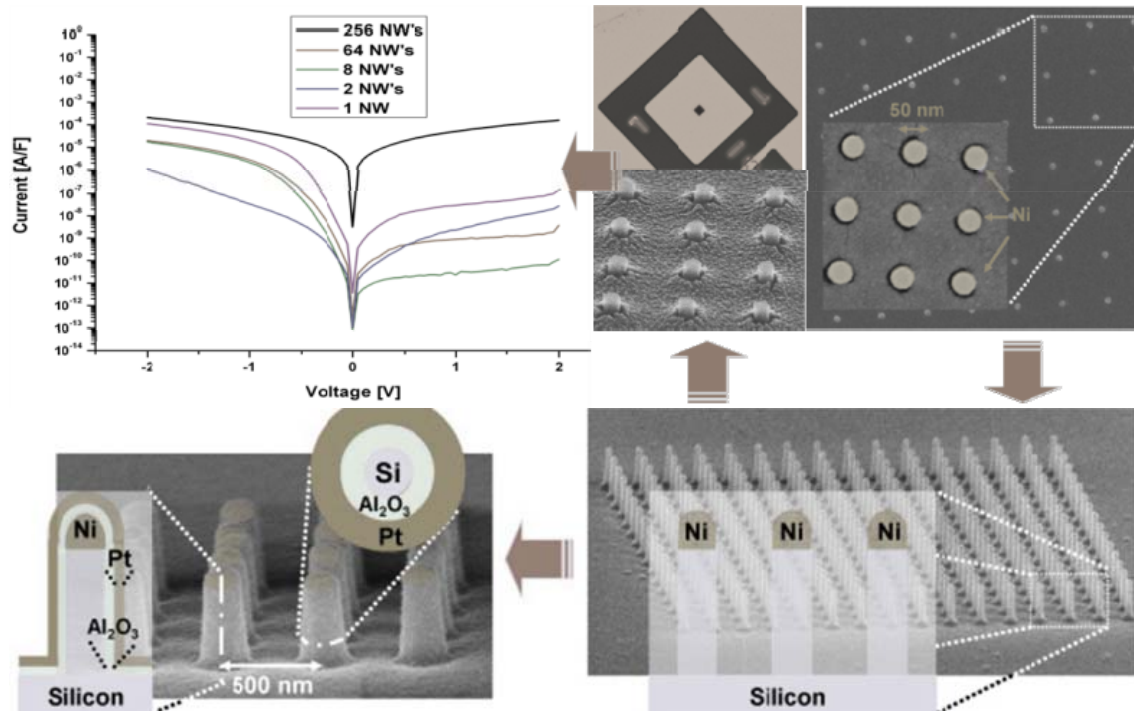 10⁰
10⁻¹
10⁻²
10⁻³
10⁻⁴
10⁻⁵
10⁻⁶
10⁻⁷
10⁻⁸
10⁻⁹
10⁻¹⁰
10⁻¹¹
10⁻¹²
10⁻¹³
10⁻¹⁴
Current [A/F]
256 NW's
64 NW's
8 NW's
2 NW's
1 NW
-2
-1
0
1
2
Voltage [V]
50 nm
Ni
Ni
Pt
Al₂O₃
Silicon
Si
Al₂O₃
Pt
500 nm
Ni
Ni
Ni
Silicon